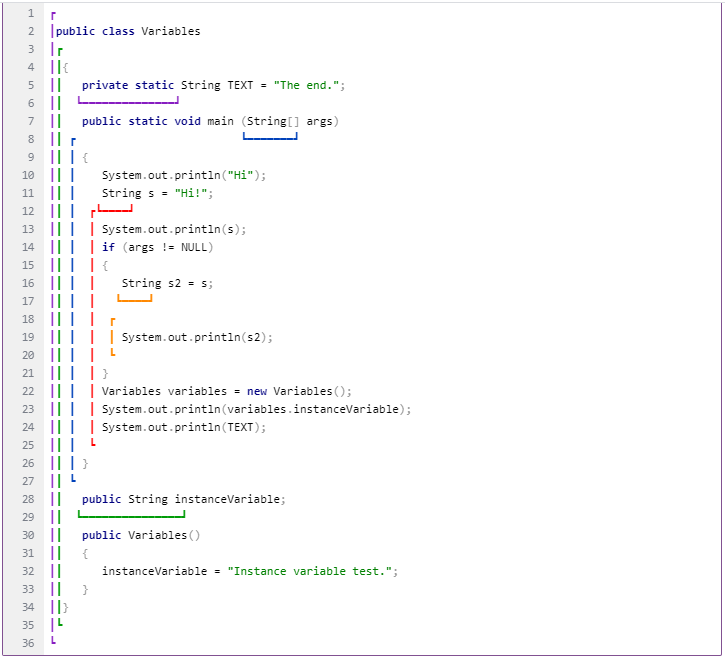 1
2 public class Variables
3
4 {
5 private static String TEXT = "The end.";
6
7 public static void main (String[] args)
8
9 {
10 System.out.println("Hi");
11 String s = "Hi!";
12
13 System.out.println(s);
14 if (args != NULL)
15 {
16 String s2 = s;
17
18
19 System.out.println(s2);
20
21 }
22 Variables variables = new Variables();
23 System.out.println(variables.instanceVariable);
24 System.out.println(TEXT);
25
26 }
27
28 public String instanceVariable;
29
30 public Variables()
31 {
32 instanceVariable = "Instance variable test.";
33 }
34 }
35
36